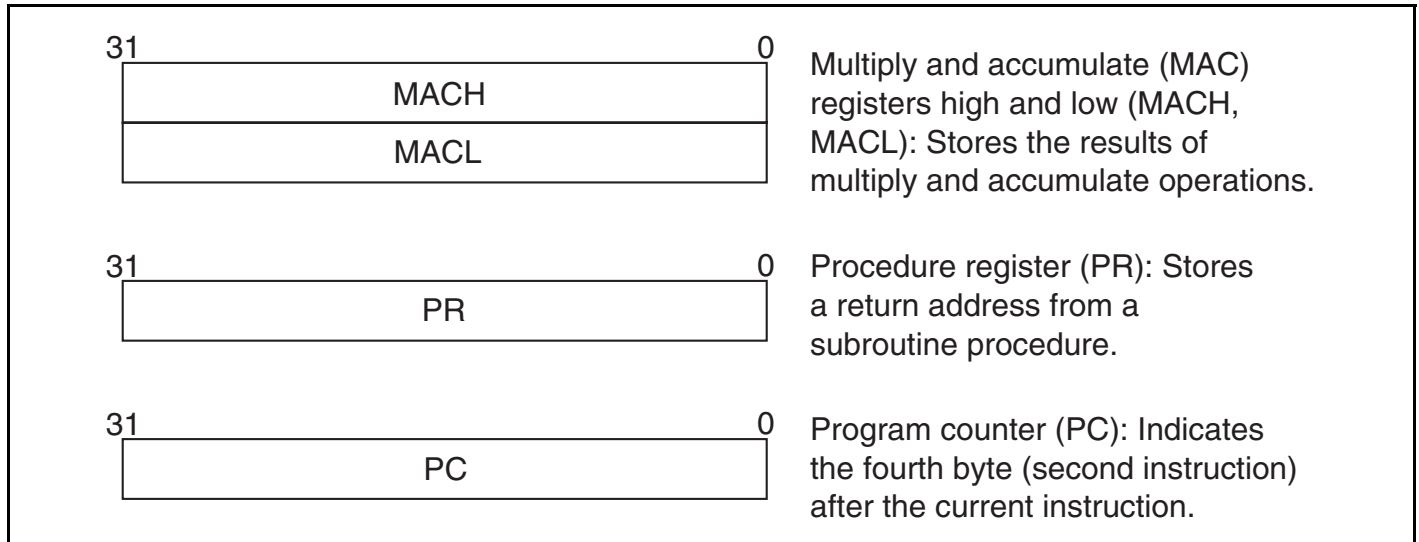 31 0
MACH
MACL
Multiply and accumulate (MAC)
registers high and low (MACH,
MACL): Stores the results of
multiply and accumulate operations.
31 0
PR
Procedure register (PR): Stores
a return address from a
subroutine procedure.
31 0
PC
Program counter (PC): Indicates
the fourth byte (second instruction)
after the current instruction.